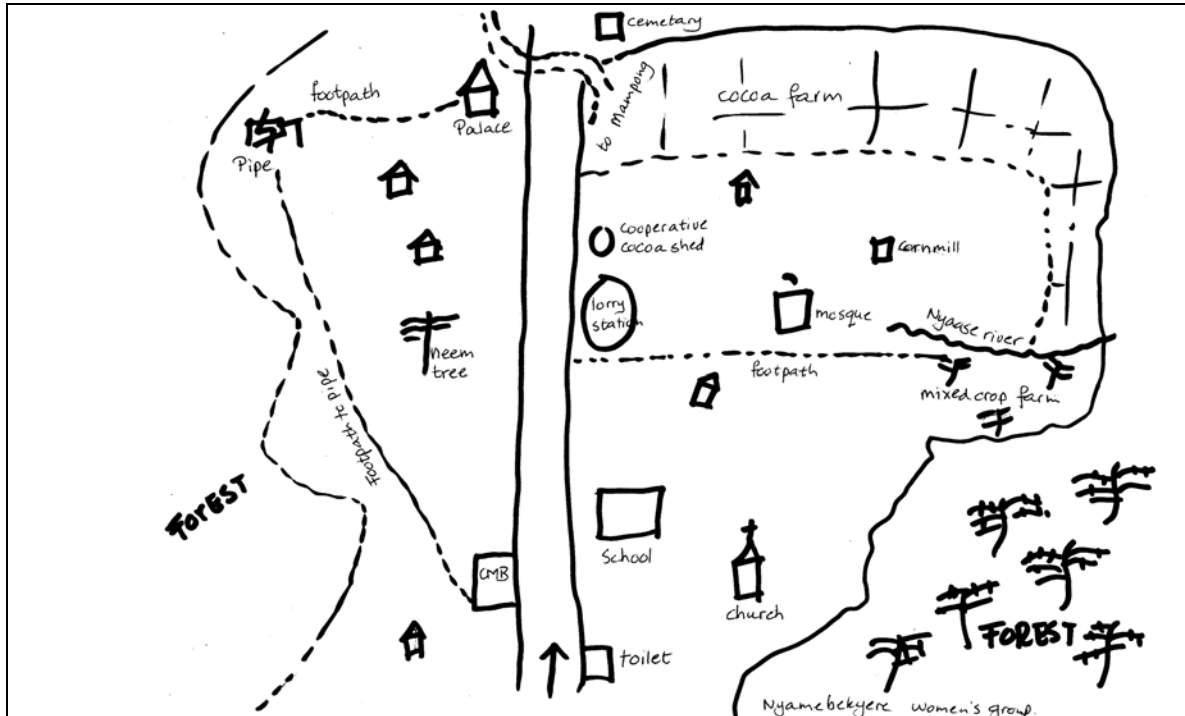 cemetary
footpath
Palace
Pipe
to Mampong
cocoa farm
cooperative
cocoa shed
cornmill
lorry
station
mosque
Nyaase river
neem
tree
footpath
mixed crop farm
Footpath to pipe
FOREST
School
CMB
church
toilet
FOREST
Nyamebekyere women's group.